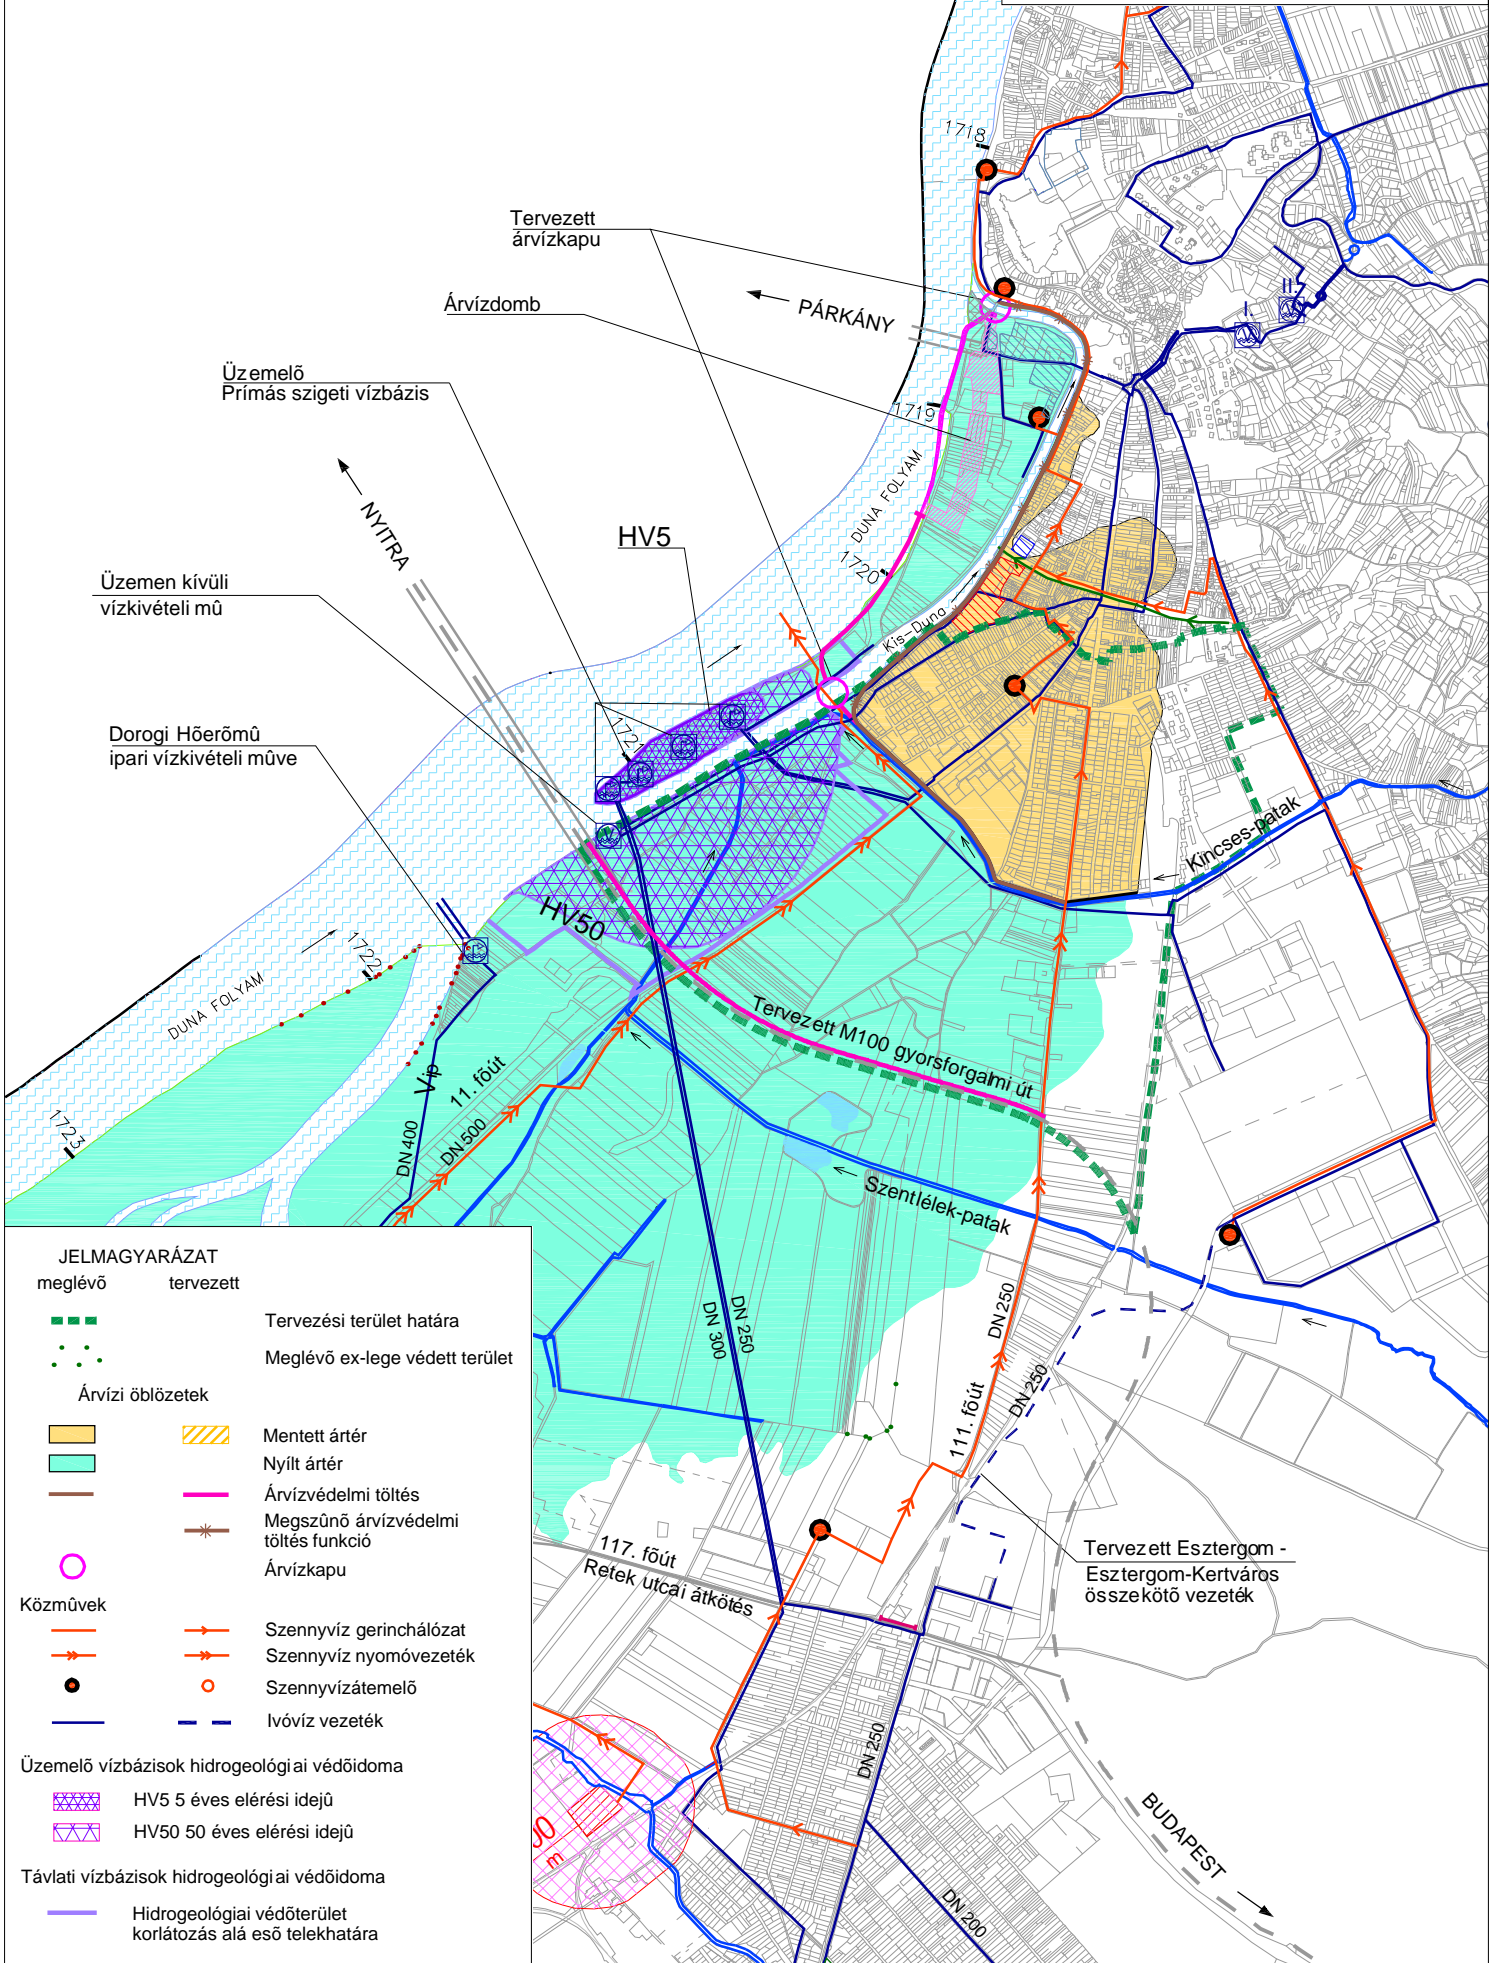 1718
Tervezett
árvízkapu
PÁRKÁNY
Árvízdomb
I.
II.
Üzemelõ
Prímás szigeti vízbázis
1719
DUNA FOLYAM
NYITRA
HV5
1720
Üzemen kívüli
vízkivételi mû
Kis-Duna
Dorogi Hõerõmû
ipari vízkivételi mûve
1721
Kincses-patak
HV50
1722
DUNA FOLYAM
Tervezett M100 gyorsforgalmi út
Vip
11. fõút
1723
DN 400
DN 500
Szentlélek-patak
DN 300
DN 250
DN 250
DN 250
111. fõút
117. fõút
Retek utcai átkötés
Tervezett Esztergom -
Esztergom-Kertváros
összekötõ vezeték
DN 250
BUDAPEST
DN 200
00
m
JELMAGYARÁZAT
meglévõ tervezett
Tervezési terület határa
Meglévõ ex-lege védett terület
Árvízi öblözetek
Mentett ártér
Nyílt ártér
Árvízvédelmi töltés
Megszûnõ árvízvédelmi
töltés funkció
Árvízkapu
Közmûvek
Szennyvíz gerinchálózat
Szennyvíz nyomóvezeték
Szennyvízátemelõ
Ivóvíz vezeték
Üzemelõ vízbázisok hidrogeológiai védõidoma
HV5 5 éves elérési idejû
HV50 50 éves elérési idejû
Távlati vízbázisok hidrogeológiai védõidoma
Hidrogeológiai védõterület
korlátozás alá esõ telekhatára